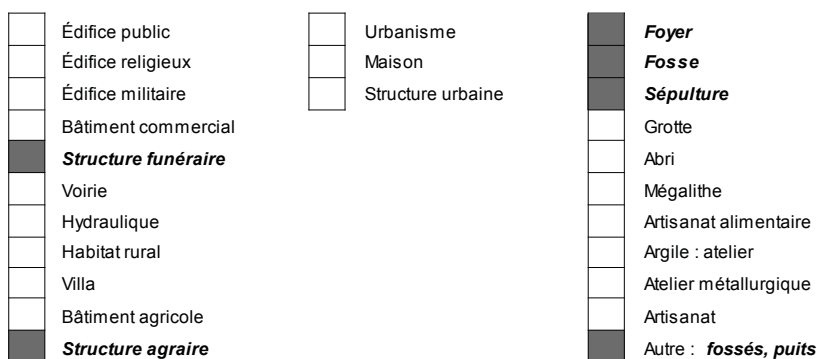 Édifice public
Édifice religieux
Édifice militaire
Bâtiment commercial
Structure funéraire
Voirie
Hydraulique
Habitat rural
Villa
Bâtiment agricole
Structure agraire
Urbanisme
Maison
Structure urbaine
Foyer
Fosse
Sépulture
Grotte
Abri
Mégalithe
Artisanat alimentaire
Argile : atelier
Atelier métallurgique
Artisanat
Autre : fossés, puits